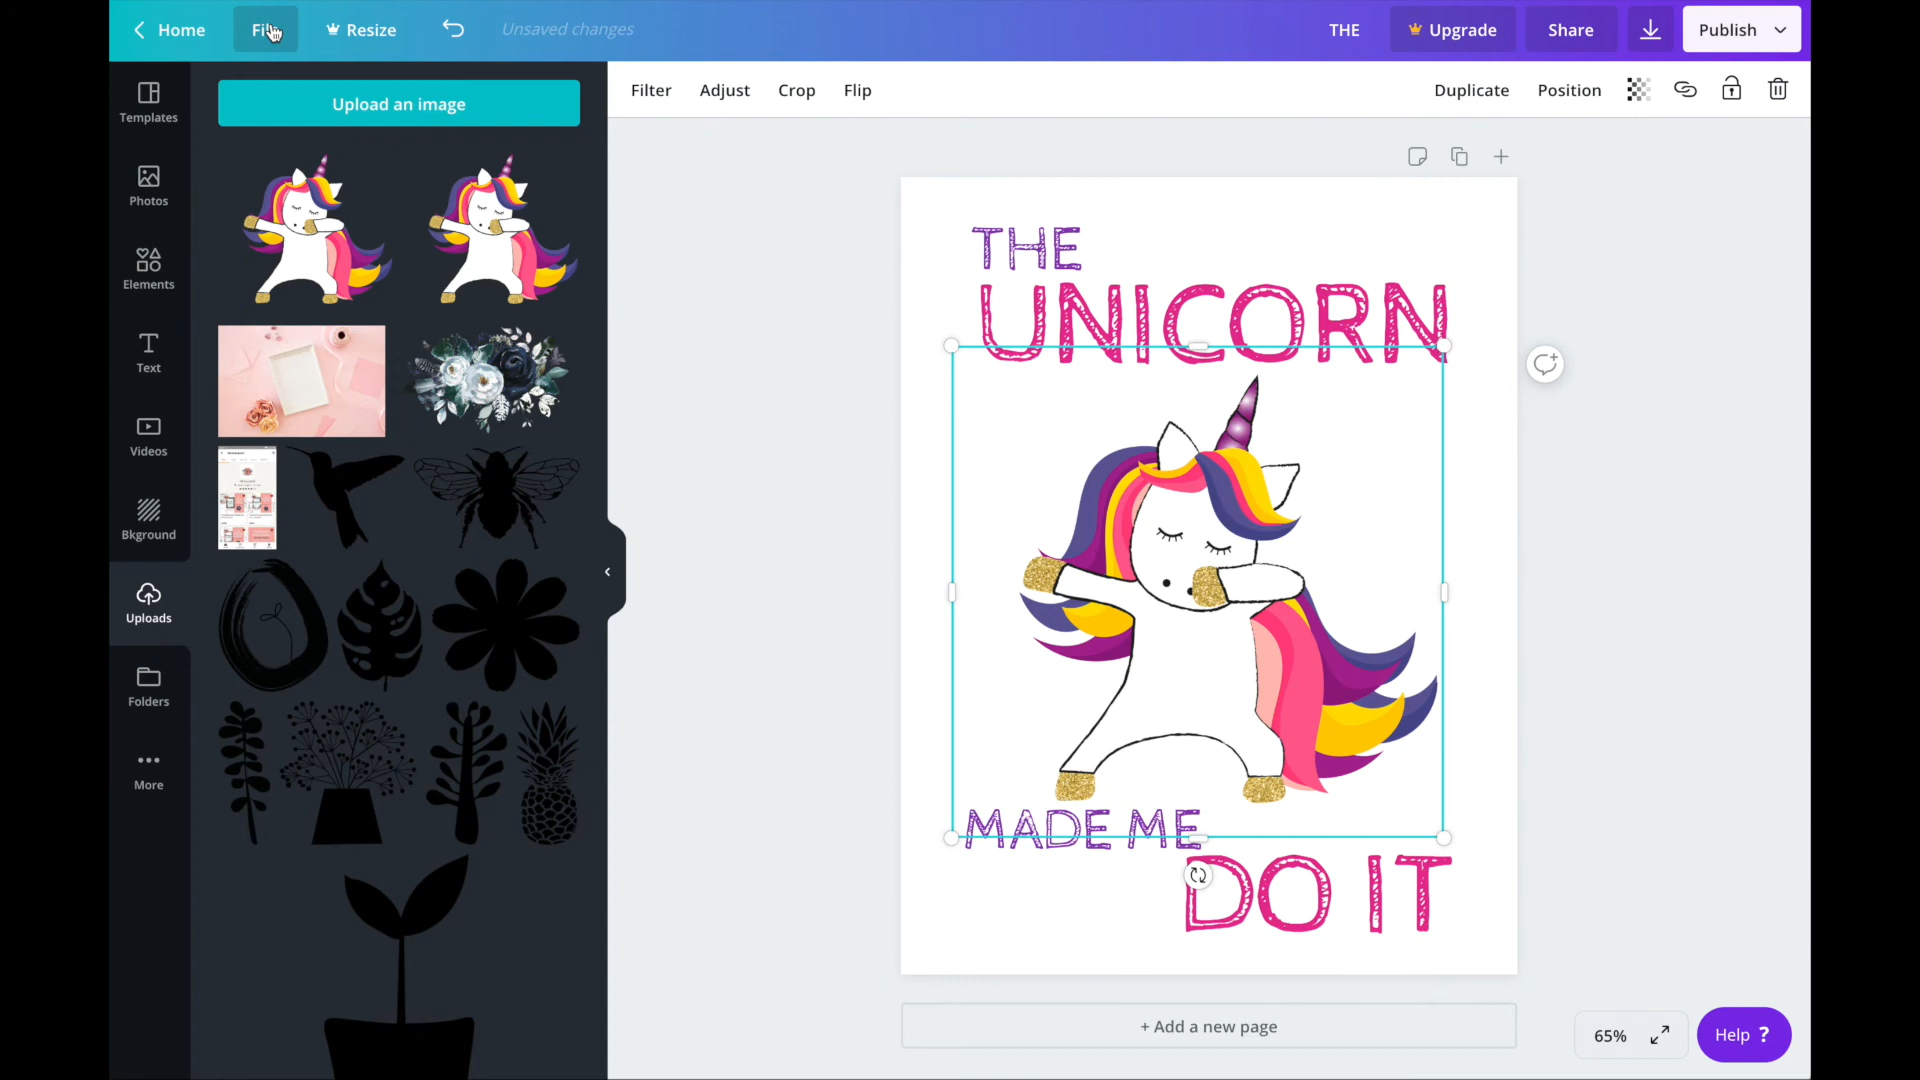 Home
Fil
Resize
Unsaved changes
THE
Upgrade
Share
Publish
Templates
Photos
Elements
Text
Videos
Bkground
Uploads
Folders
More
Upload an image
Filter
Adjust
Crop
Flip
Duplicate
Position
THE
UNICORN
MADE ME
DO IT
+ Add a new page
65%
Help ?